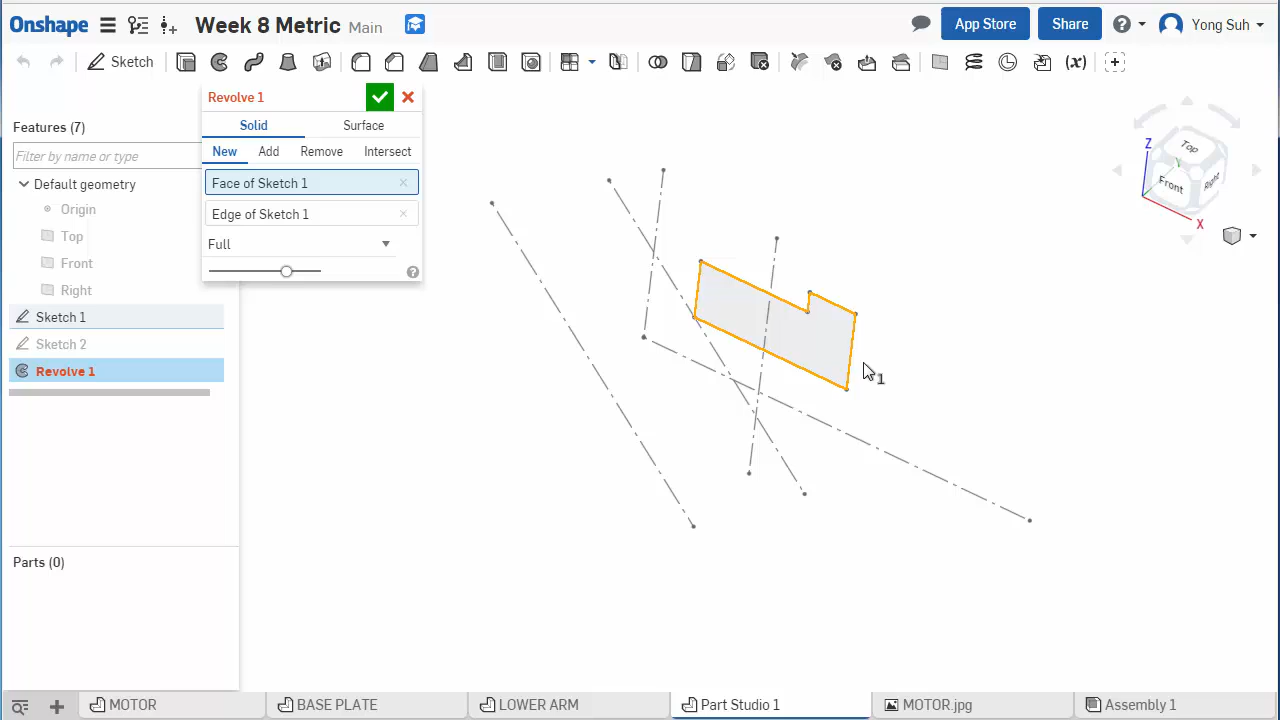 Onshape
Week 8 Metric Main
App Store
Share
Yong Suh
Sketch
Features (7)
Filter by name or type
Default geometry
Origin
Top
Front
Right
Sketch 1
Sketch 2
Revolve 1
Parts (0)
Revolve 1
Solid Surface
New Add Remove Intersect
Face of Sketch 1
Edge of Sketch 1
Full
1
Z
Top
Y
Front
Right
X
MOTOR
BASE PLATE
LOWER ARM
Part Studio 1
MOTOR.jpg
Assembly 1